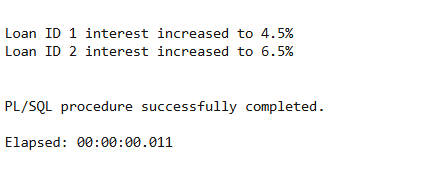 Loan ID 1 interest increased to 4.5%
Loan ID 2 interest increased to 6.5%
PL/SQL procedure successfully completed.
Elapsed: 00:00:00.011